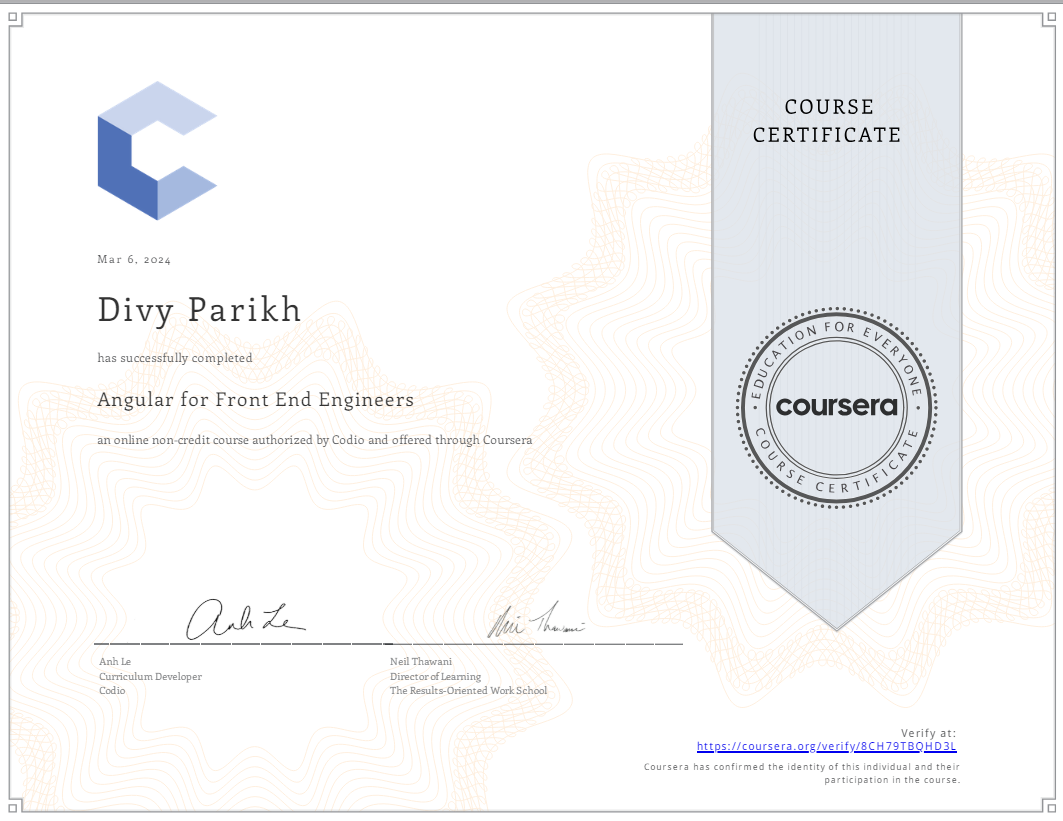 COURSE
CERTIFICATE
Mar 6, 2024
Divy Parikh
has successfully completed
Angular for Front End Engineers
an online non-credit course authorized by Codio and offered through Coursera
EDUCATION FOR EVERYONE
coursera
COURSE CERTIFICATE
Anh Le
Neil Thawani
Anh Le
Curriculum Developer
Codio
Neil Thawani
Director of Learning
The Results-Oriented Work School
Verify at:
https://coursera.org/verify/8CH79TBQHD3L
Coursera has confirmed the identity of this individual and their
participation in the course.